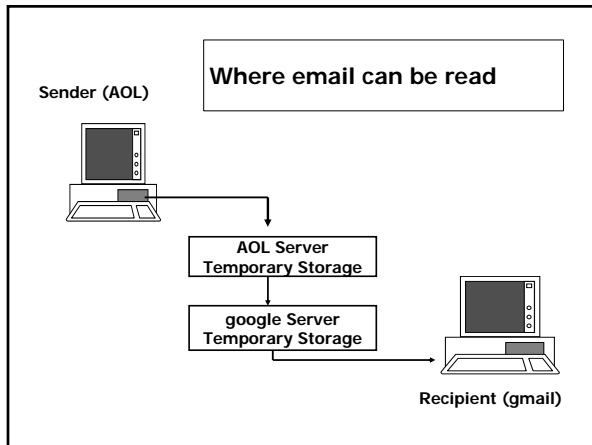 Where email can be read
Sender (AOL)
AOL Server
Temporary Storage
google Server
Temporary Storage
Recipient (gmail)